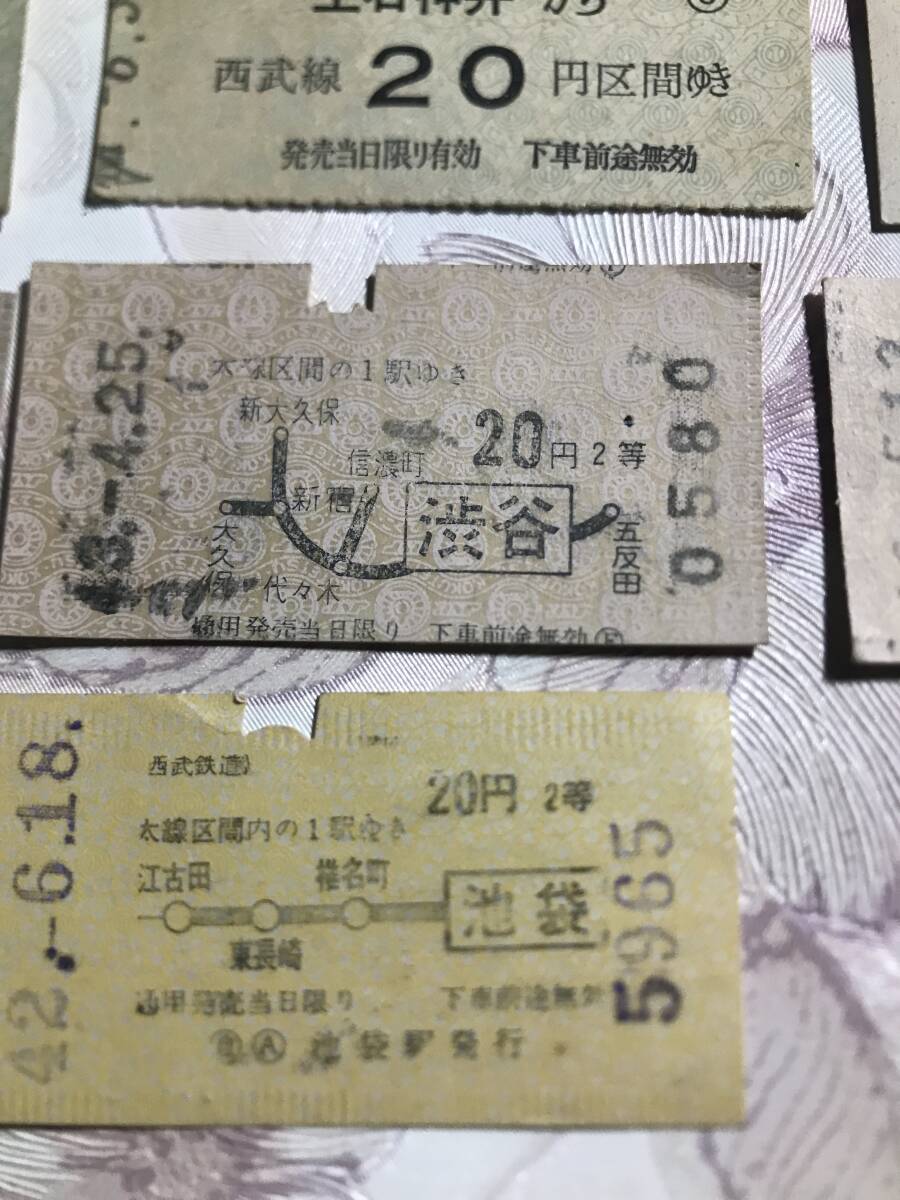 西武線 20 円区間ゆき
発売当日限り有効 下車前途無効
太線区間の1駅ゆき
新大久保
20円 2等
信濃町
新宿
渋谷
大久保
代々木
五反田
通用発売当日限り 下車前途無効
-4.25.
0580
西武鉄道
20円 2等
太線区間内の1駅ゆき
江古田 椎名町
池袋
東長崎
通用発売当日限り 下車前途無効
Ⓐ 池袋駅発行
42.-6.18.
5965